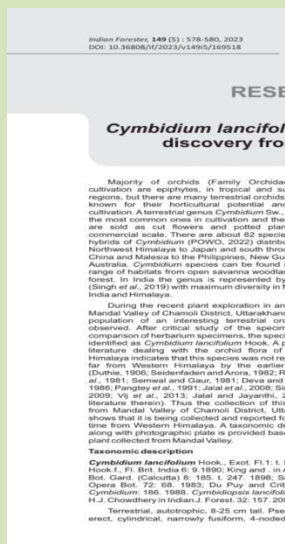 Indian Forester, 149 (5) : 578-580, 2023
DOI: 10.36808/if/2023/v149i5/169518
RESE
Cymbidium lancifol
discovery fro
Majority of orchids (Family Orchidac
cultivation are epiphytes, in tropical and su
regions, but there are many terrestrial orchids
known for their horticultural potential and
cultivation. A terrestrial genus Cymbidium Sw.,
the most common ones in cultivation and the
are sold as cut flowers and potted plan
commercial scale. There are about 82 specie
hybrids of Cymbidium (POWO, 2022) distribu
Northwest Himalaya to Japan and south throu
China and Malesia to the Philippines, New Gui
Australia. Cymbidium species can be found i
range of habitats from open savanna woodlan
forest. In India the genus is represented by
(Singh et al., 2019) with maximum diversity in N
India and Himalaya.
During the recent plant exploration in an
Mandal Valley of Chamoli District, Uttarakhan
population of an interesting terrestrial orc
observed. After critical study of the specim
comparison of herbarium specimens, the speci
identified as Cymbidium lancifolium Hook. A p
literature dealing with the orchid flora of
Himalaya indicates that this species was not re
far from Western Himalaya by the earlier
(Duthie, 1906; Seidenfaden and Arora, 1982; R
al., 1981; Semwal and Gaur, 1981; Deva and
1986; Pangtey et al., 1991; Jalal et al., 2008; Si
2009; Vij et al., 2013, Jalal and Jayanthi, 2
literature therein). Thus the collection of this
from Mandal Valley of Chamoli District, Utt
shows that it is being collected and reported fo
time from Western Himalaya. A taxonomic de
along with photographic plate is provided base
plant collected from Mandal Valley.
Taxonomic description
Cymbidium lancifolium Hook., Exot. Fl.1: t. 5
Hook.f., Fl. Brit. India 6: 9.1890; King and . in A
Bot. Gard. (Calcutta) 8: 185. t. 247. 1898; Se
Opera Bot. 72: 68. 1983; Du Puy and Crib
Cymbidium: 186. 1988. Cymbidiopsis lancifoli
H.J. Chowdhery in Indian J. Forest. 32: 157. 200
Terrestrial, autotrophic, 8-25 cm tall. Pse
erect, cylindrical, narrowly fusiform, 4-noded